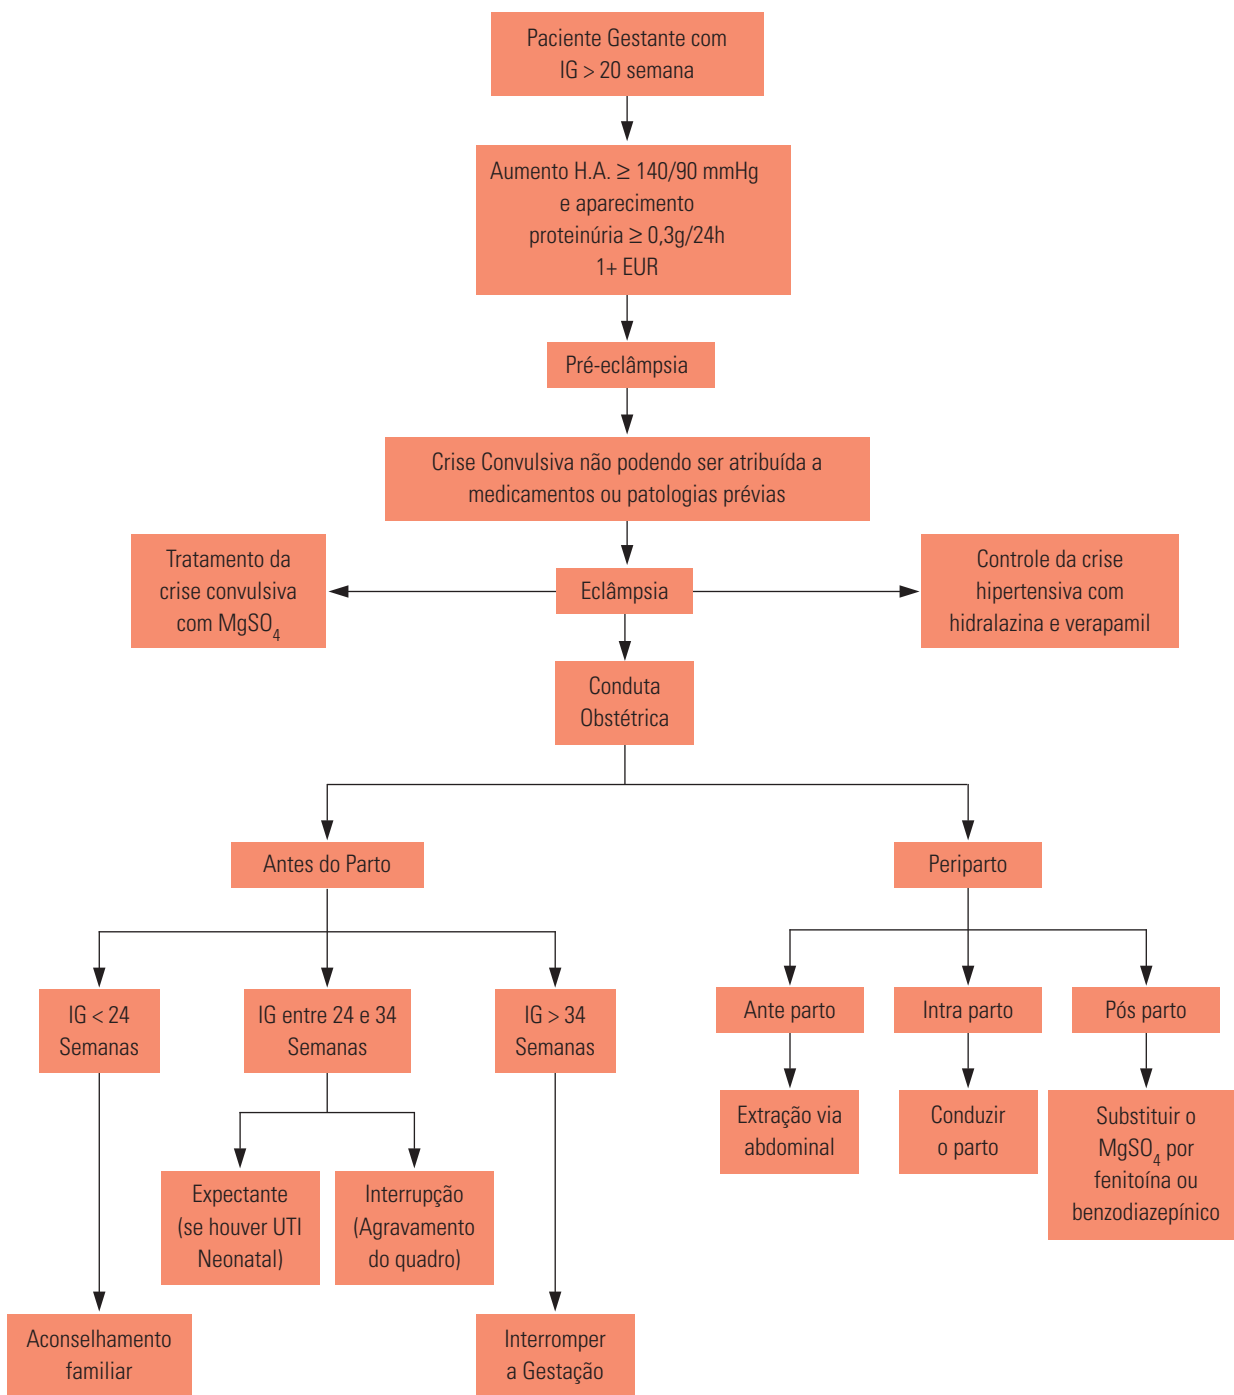 Paciente Gestante com
IG > 20 semana
Aumento H.A. ≥ 140/90 mmHg
e aparecimento
proteinúria ≥ 0,3g/24h
1+ EUR
Pré-eclâmpsia
Crise Convulsiva não podendo ser atribuída a
medicamentos ou patologias prévias
Tratamento da
crise convulsiva
com MgSO₄
Eclâmpsia
Controle da crise
hipertensiva com
hidralazina e verapamil
Conduta
Obstétrica
Antes do Parto
Periparto
IG < 24
Semanas
IG entre 24 e 34
Semanas
IG > 34
Semanas
Ante parto
Intra parto
Pós parto
Extração via
abdominal
Conduzir
o parto
Substituir o
MgSO₄ por
fenitoína ou
benzodiazepínico
Expectante
(se houver UTI
Neonatal)
Interrupção
(Agravamento
do quadro)
Aconselhamento
familiar
Interromper
a Gestação